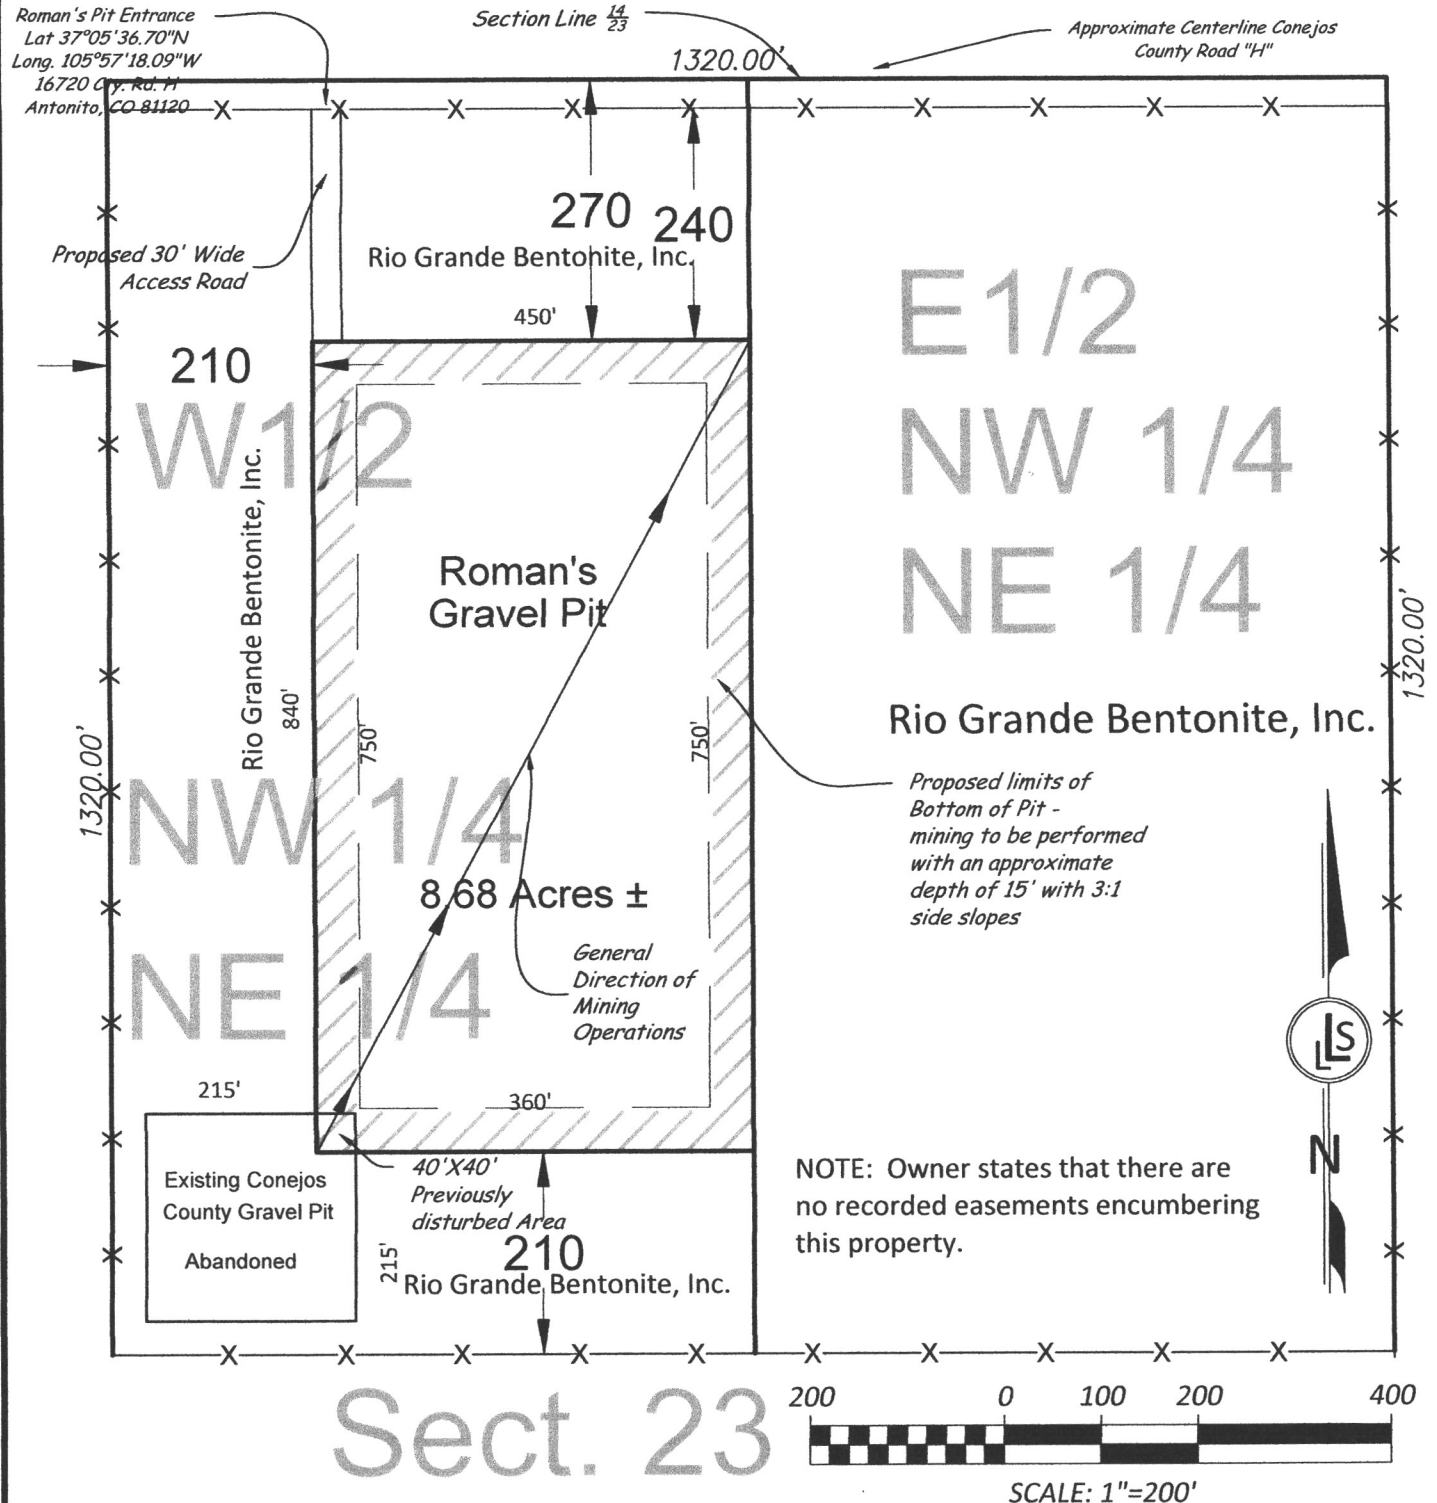 Roman's Pit Entrance
Lat 37°05'36.70"N
Long. 105°57'18.09"W
16720 Cty. Rd. H
Antonito, CO 81120
Section Line 14/23
1320.00'
Approximate Centerline Conejos
County Road "H"
Proposed 30' Wide
Access Road
270
240
Rio Grande Bentonite, Inc.
450'
210
W1/2
NW 1/4
NE 1/4
E1/2
NW 1/4
NE 1/4
Rio Grande Bentonite, Inc.
840'
750'
750'
1320.00'
1320.00'
Roman's
Gravel Pit
8.68 Acres ±
Rio Grande Bentonite, Inc.
Proposed limits of
Bottom of Pit -
mining to be performed
with an approximate
depth of 15' with 3:1
side slopes
General
Direction of
Mining
Operations
360'
215'
Existing Conejos
County Gravel Pit
Abandoned
215'
40'X40'
Previously
disturbed Area
210
Rio Grande Bentonite, Inc.
NOTE: Owner states that there are
no recorded easements encumbering
this property.
LLS
N
Sect. 23
200 0 100 200 400
SCALE: 1"=200'
X X X X X X X X X X
X X X X X X X X X X
X X X X X X X X X X
X X X X X X X X X X